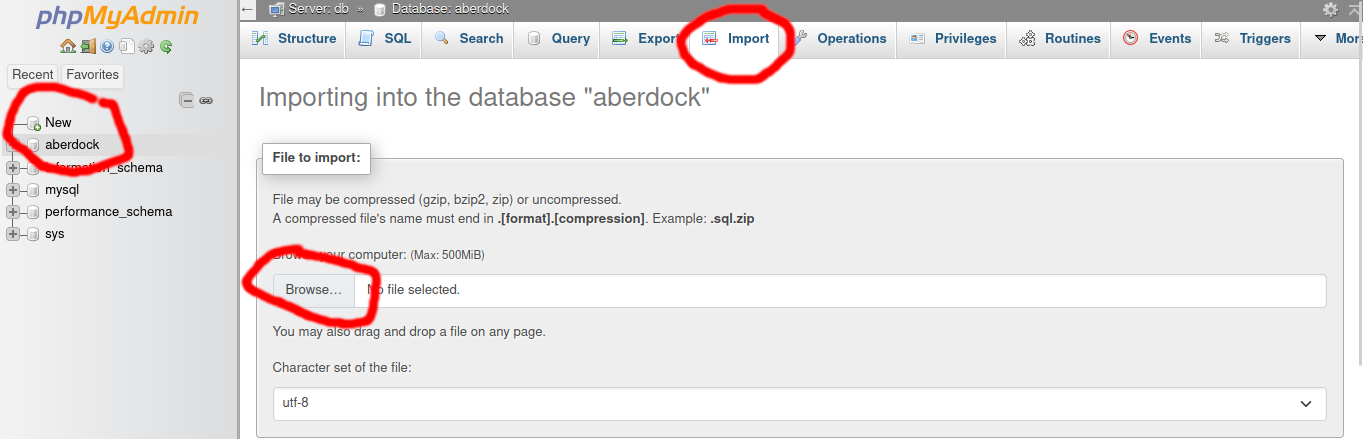 phpMyAdmin
Recent Favorites
New
aberdock
information_schema
mysql
performance_schema
sys
Server: db » Database: aberdock
Structure SQL Search Query Export Import Operations Privileges Routines Events Triggers More
Importing into the database "aberdock"
File to import:
File may be compressed (gzip, bzip2, zip) or uncompressed.
A compressed file's name must end in .[format].[compression]. Example: .sql.zip
Browse your computer: (Max: 500MiB)
Browse... No file selected.
You may also drag and drop a file on any page.
Character set of the file:
utf-8